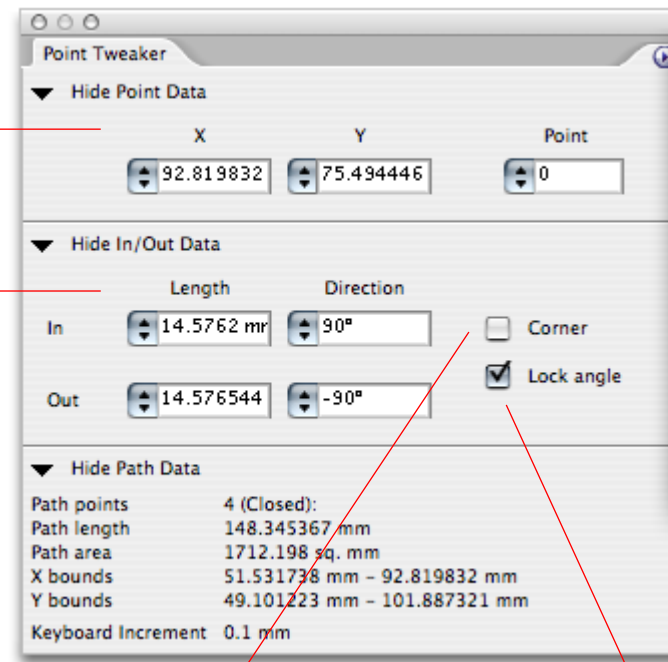 Point Tweaker
Hide Point Data
X Y Point
92.819832 75.494446 0
Hide In/Out Data
Length Direction
In 14.5762 mr 90° Corner
Lock angle
Out 14.576544 -90°
Hide Path Data
Path points 4 (Closed):
Path length 148.345367 mm
Path area 1712.198 sq. mm
X bounds 51.531738 mm – 92.819832 mm
Y bounds 49.101223 mm – 101.887321 mm
Keyboard Increment 0.1 mm